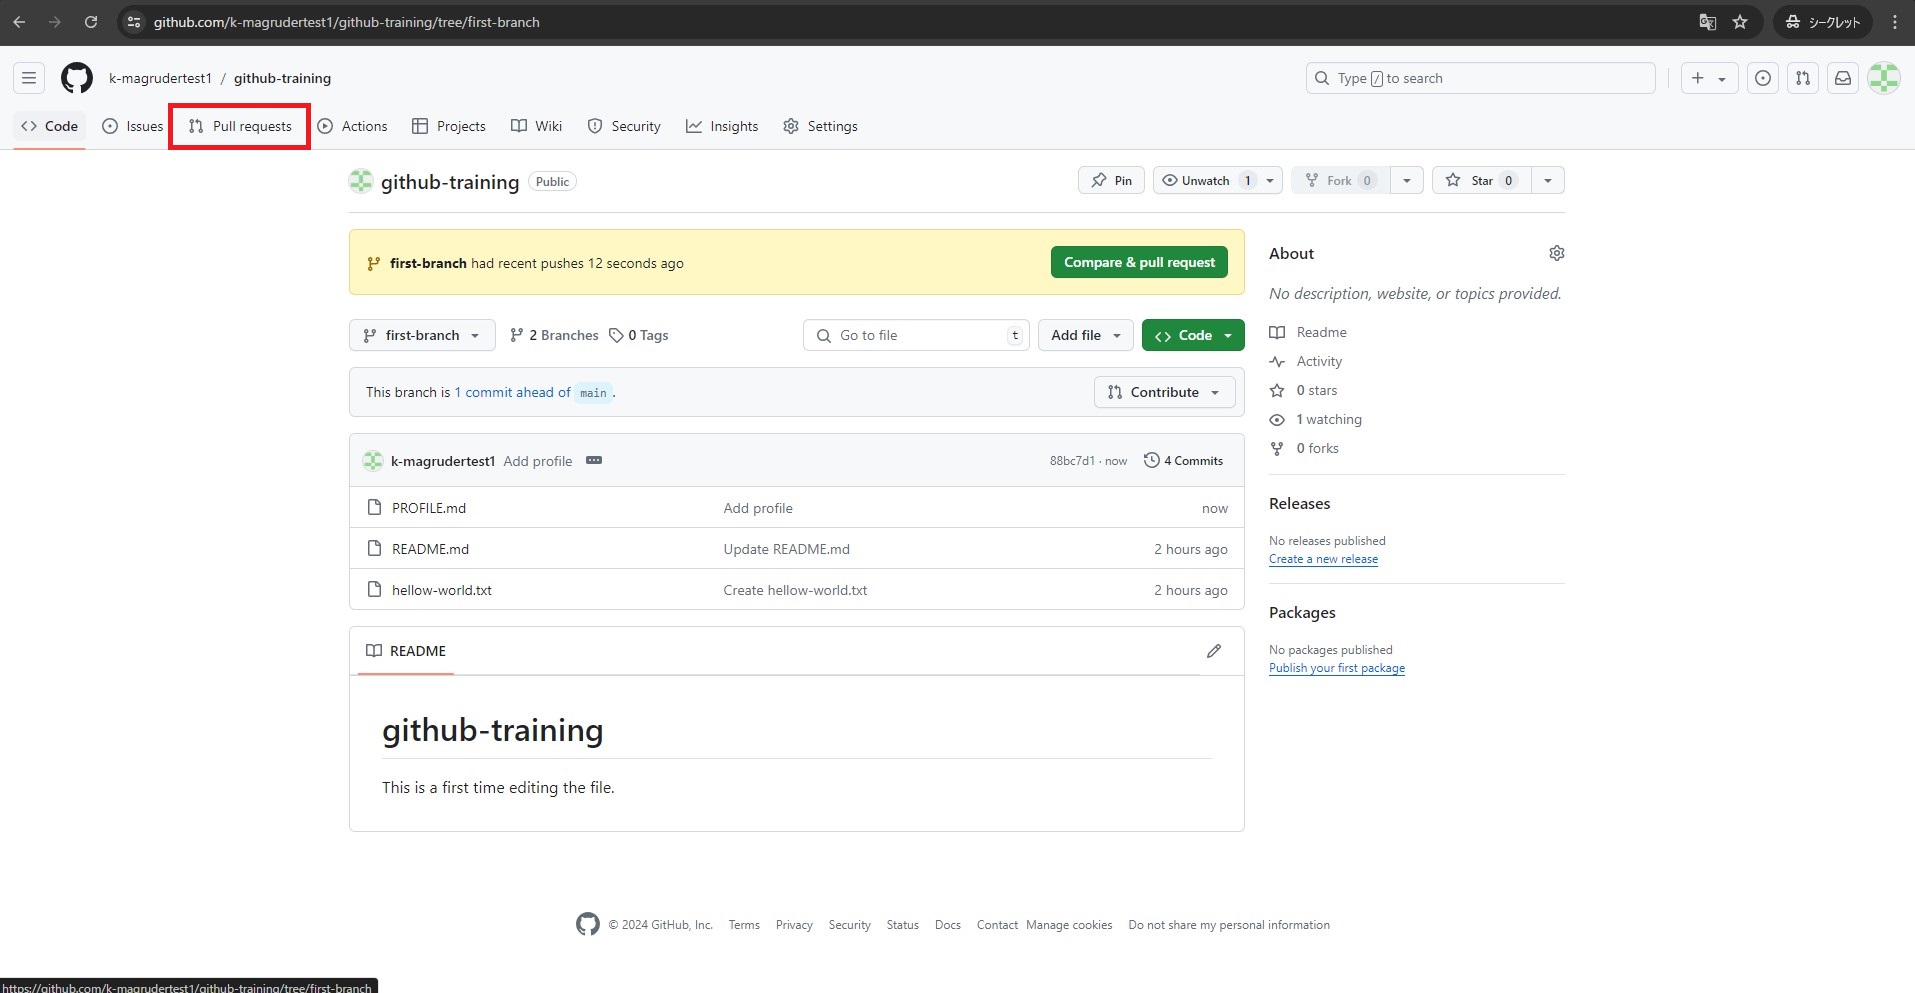 github.com/k-magrudertest1/github-training/tree/first-branch シークレット
k-magrudertest1 / github-training Type / to search
Code Issues Pull requests Actions Projects Wiki Security Insights Settings
github-training Public Pin Unwatch 1 Fork 0 Star 0
first-branch had recent pushes 12 seconds ago Compare & pull request
first-branch 2 Branches 0 Tags Go to file t Add file Code
This branch is 1 commit ahead of main . Contribute
k-magrudertest1 Add profile 88bc7d1 · now 4 Commits
PROFILE.md Add profile now
README.md Update README.md 2 hours ago
hellow-world.txt Create hellow-world.txt 2 hours ago
README
github-training
This is a first time editing the file.
About
No description, website, or topics provided.
Readme
Activity
0 stars
1 watching
0 forks
Releases
No releases published
Create a new release
Packages
No packages published
Publish your first package
© 2024 GitHub, Inc. Terms Privacy Security Status Docs Contact Manage cookies Do not share my personal information
https://github.com/k-magrudertest1/github-training/tree/first-branch